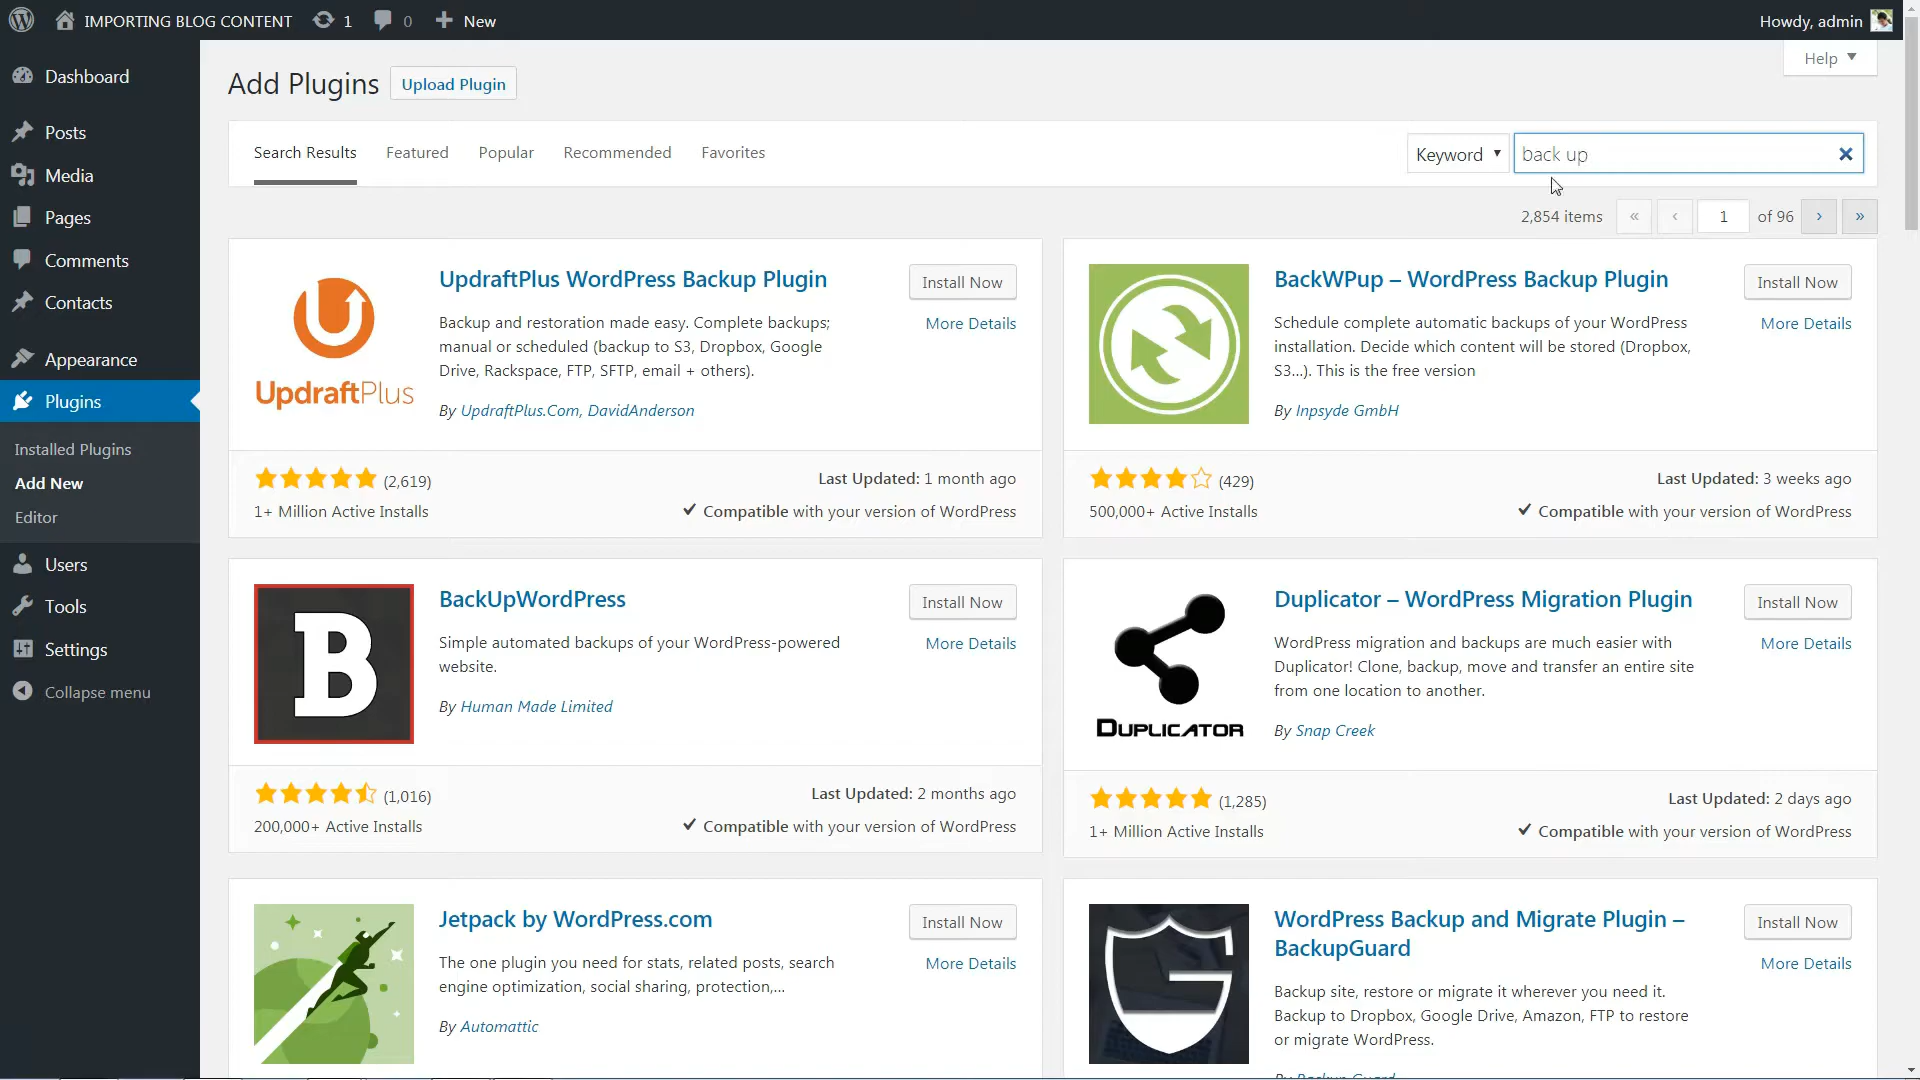 IMPORTING BLOG CONTENT 1 0 New
Howdy, admin
Dashboard
Posts
Media
Pages
Comments
Contacts
Appearance
Plugins
Installed Plugins
Add New
Editor
Users
Tools
Settings
Collapse menu
Help
Add Plugins Upload Plugin
Search Results Featured Popular Recommended Favorites
Keyword back up
2,854 items « ‹ 1 of 96 › »
UpdraftPlus
UpdraftPlus WordPress Backup Plugin
Install Now
More Details
Backup and restoration made easy. Complete backups;
manual or scheduled (backup to S3, Dropbox, Google
Drive, Rackspace, FTP, SFTP, email + others).
By UpdraftPlus.Com, DavidAnderson
(2,619)
Last Updated: 1 month ago
1+ Million Active Installs
Compatible with your version of WordPress
BackWPup – WordPress Backup Plugin
Install Now
More Details
Schedule complete automatic backups of your WordPress
installation. Decide which content will be stored (Dropbox,
S3...). This is the free version
By Inpsyde GmbH
(429)
Last Updated: 3 weeks ago
500,000+ Active Installs
Compatible with your version of WordPress
B
BackUpWordPress
Install Now
More Details
Simple automated backups of your WordPress-powered
website.
By Human Made Limited
(1,016)
Last Updated: 2 months ago
200,000+ Active Installs
Compatible with your version of WordPress
DUPLICATOR
Duplicator – WordPress Migration Plugin
Install Now
More Details
WordPress migration and backups are much easier with
Duplicator! Clone, backup, move and transfer an entire site
from one location to another.
By Snap Creek
(1,285)
Last Updated: 2 days ago
1+ Million Active Installs
Compatible with your version of WordPress
Jetpack by WordPress.com
Install Now
More Details
The one plugin you need for stats, related posts, search
engine optimization, social sharing, protection,...
By Automattic
WordPress Backup and Migrate Plugin –
BackupGuard
Install Now
More Details
Backup site, restore or migrate it wherever you need it.
Backup to Dropbox, Google Drive, Amazon, FTP to restore
or migrate WordPress.